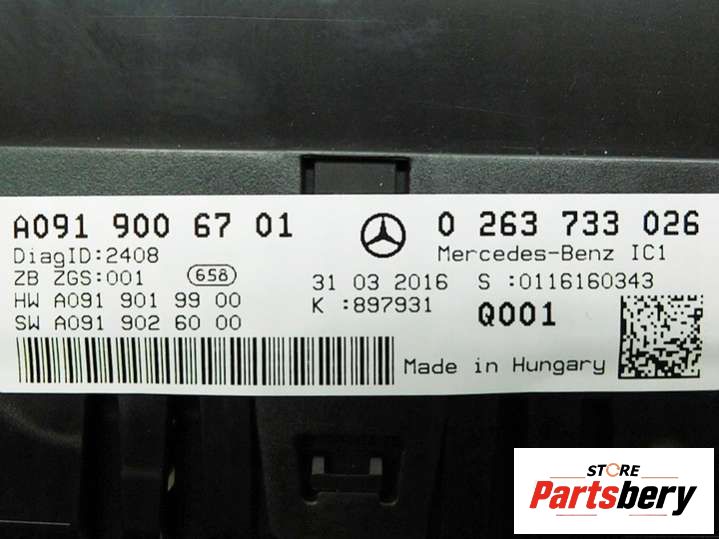 A091 900 67 01
0 263 733 026
DiagID:2408
Mercedes-Benz IC1
ZB ZGS:001
658
31 03 2016
S :0116160343
HW A091 901 99 00
K :897931
Q001
SW A091 902 60 00
Made in Hungary
STORE
Partsbery